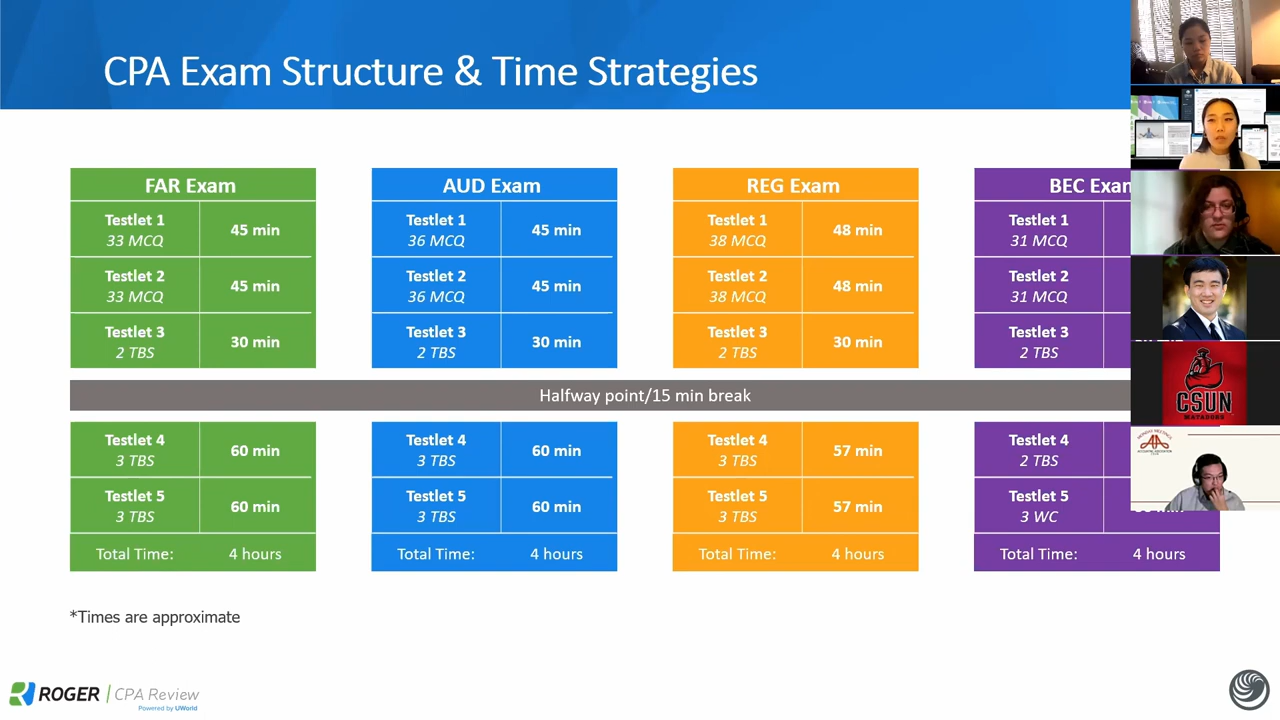 CPA Exam Structure & Time Strategies
FAR Exam
Testlet 1
33 MCQ
45 min
Testlet 2
33 MCQ
45 min
Testlet 3
2 TBS
30 min
AUD Exam
Testlet 1
36 MCQ
45 min
Testlet 2
36 MCQ
45 min
Testlet 3
2 TBS
30 min
REG Exam
Testlet 1
38 MCQ
48 min
Testlet 2
38 MCQ
48 min
Testlet 3
2 TBS
30 min
BEC Exam
Testlet 1
31 MCQ
Testlet 2
31 MCQ
Testlet 3
2 TBS
Halfway point/15 min break
Testlet 4
3 TBS
60 min
Testlet 5
3 TBS
60 min
Total Time: 4 hours
Testlet 4
3 TBS
60 min
Testlet 5
3 TBS
60 min
Total Time: 4 hours
Testlet 4
3 TBS
57 min
Testlet 5
3 TBS
57 min
Total Time: 4 hours
Testlet 4
2 TBS
Testlet 5
3 WC
Total Time: 4 hours
*Times are approximate
ROGER CPA Review
Powered by UWorld
CSUN
MATADORS